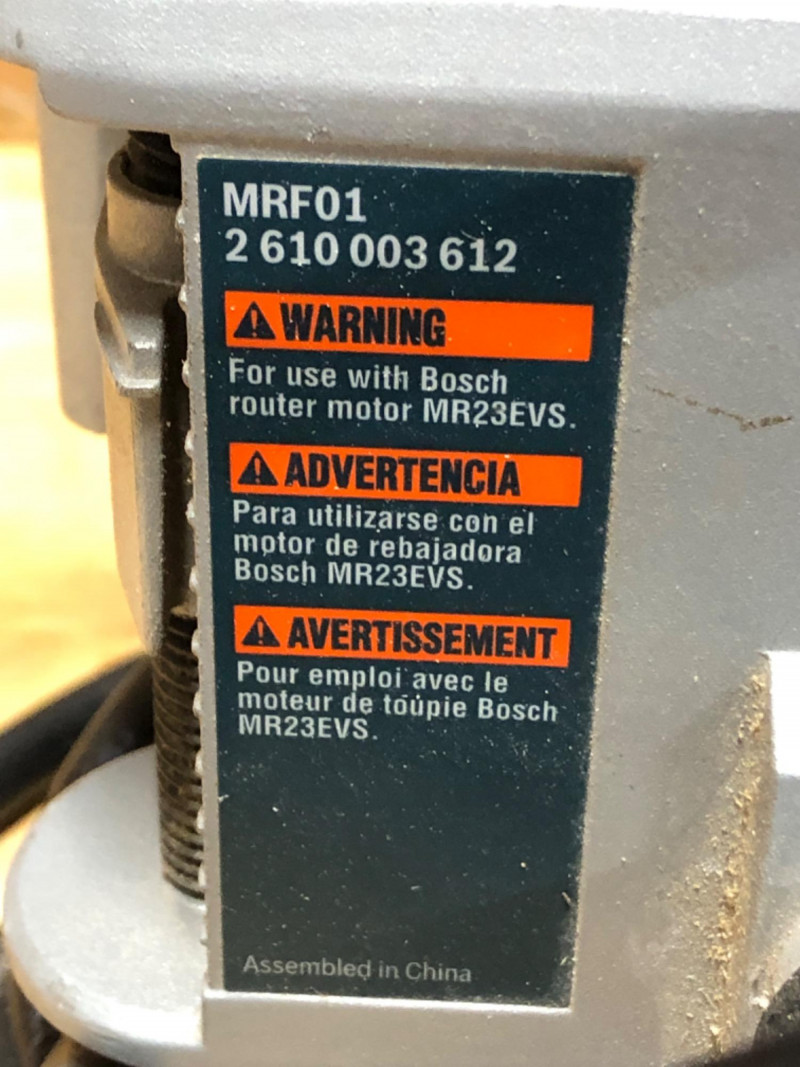 MRF01
2 610 003 612
WARNING
For use with Bosch
router motor MR23EVS.
ADVERTENCIA
Para utilizarse con el
motor de rebajadora
Bosch MR23EVS.
AVERTISSEMENT
Pour emploi avec le
moteur de toupie Bosch
MR23EVS.
Assembled in China